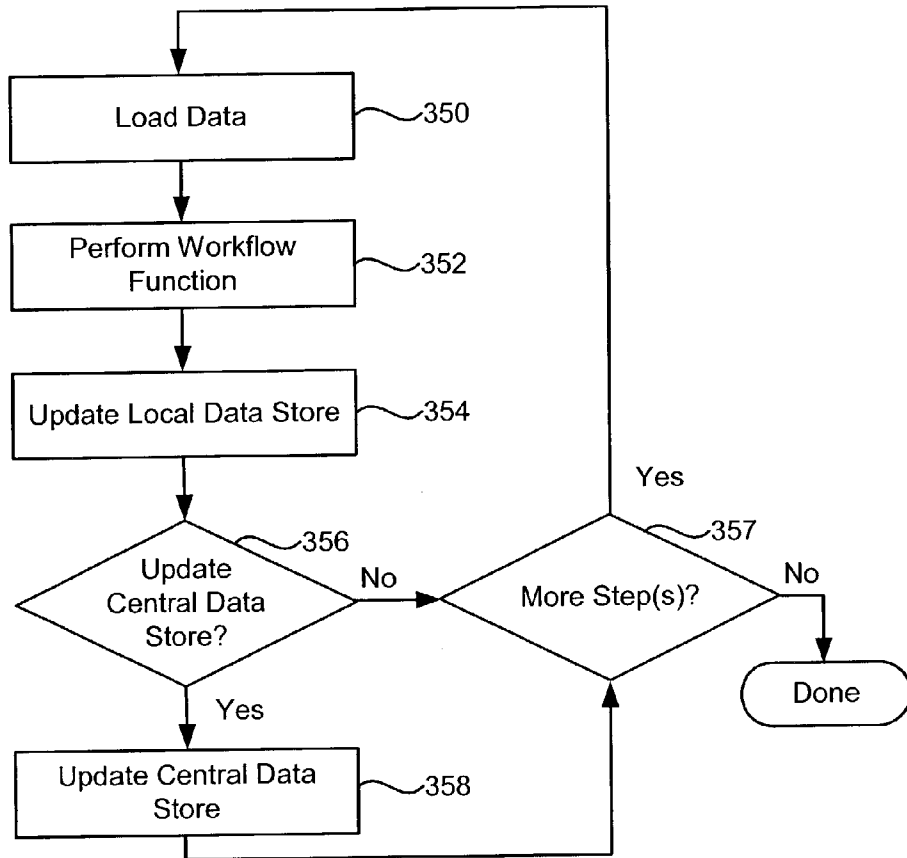 Load Data
350
Perform Workflow
Function
352
Update Local Data Store
354
Update
Central Data
Store?
356
No
Yes
More Step(s)?
357
Yes
No
Done
Update Central Data
Store
358